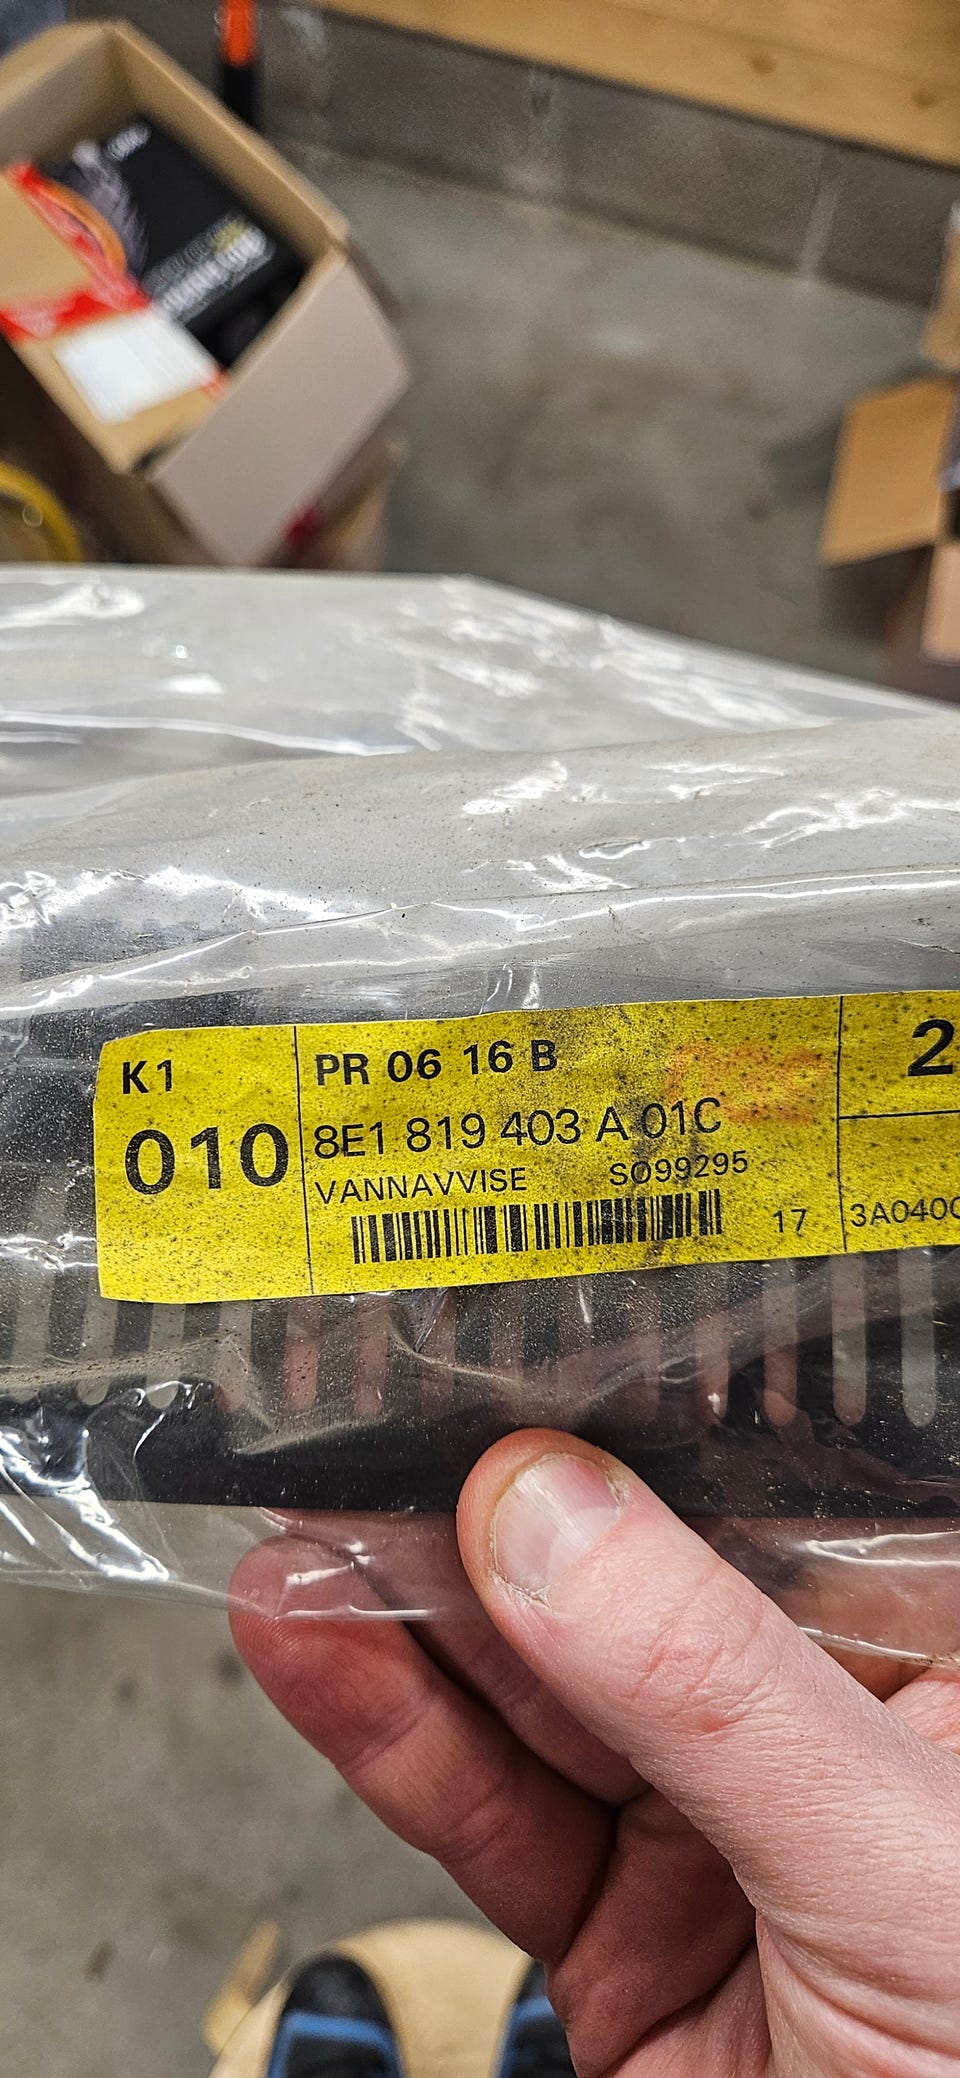 K1
010
PR 06 16 B
8E1 819 403 A 01C
VANNAVVISE SO99295
17
2
3A040